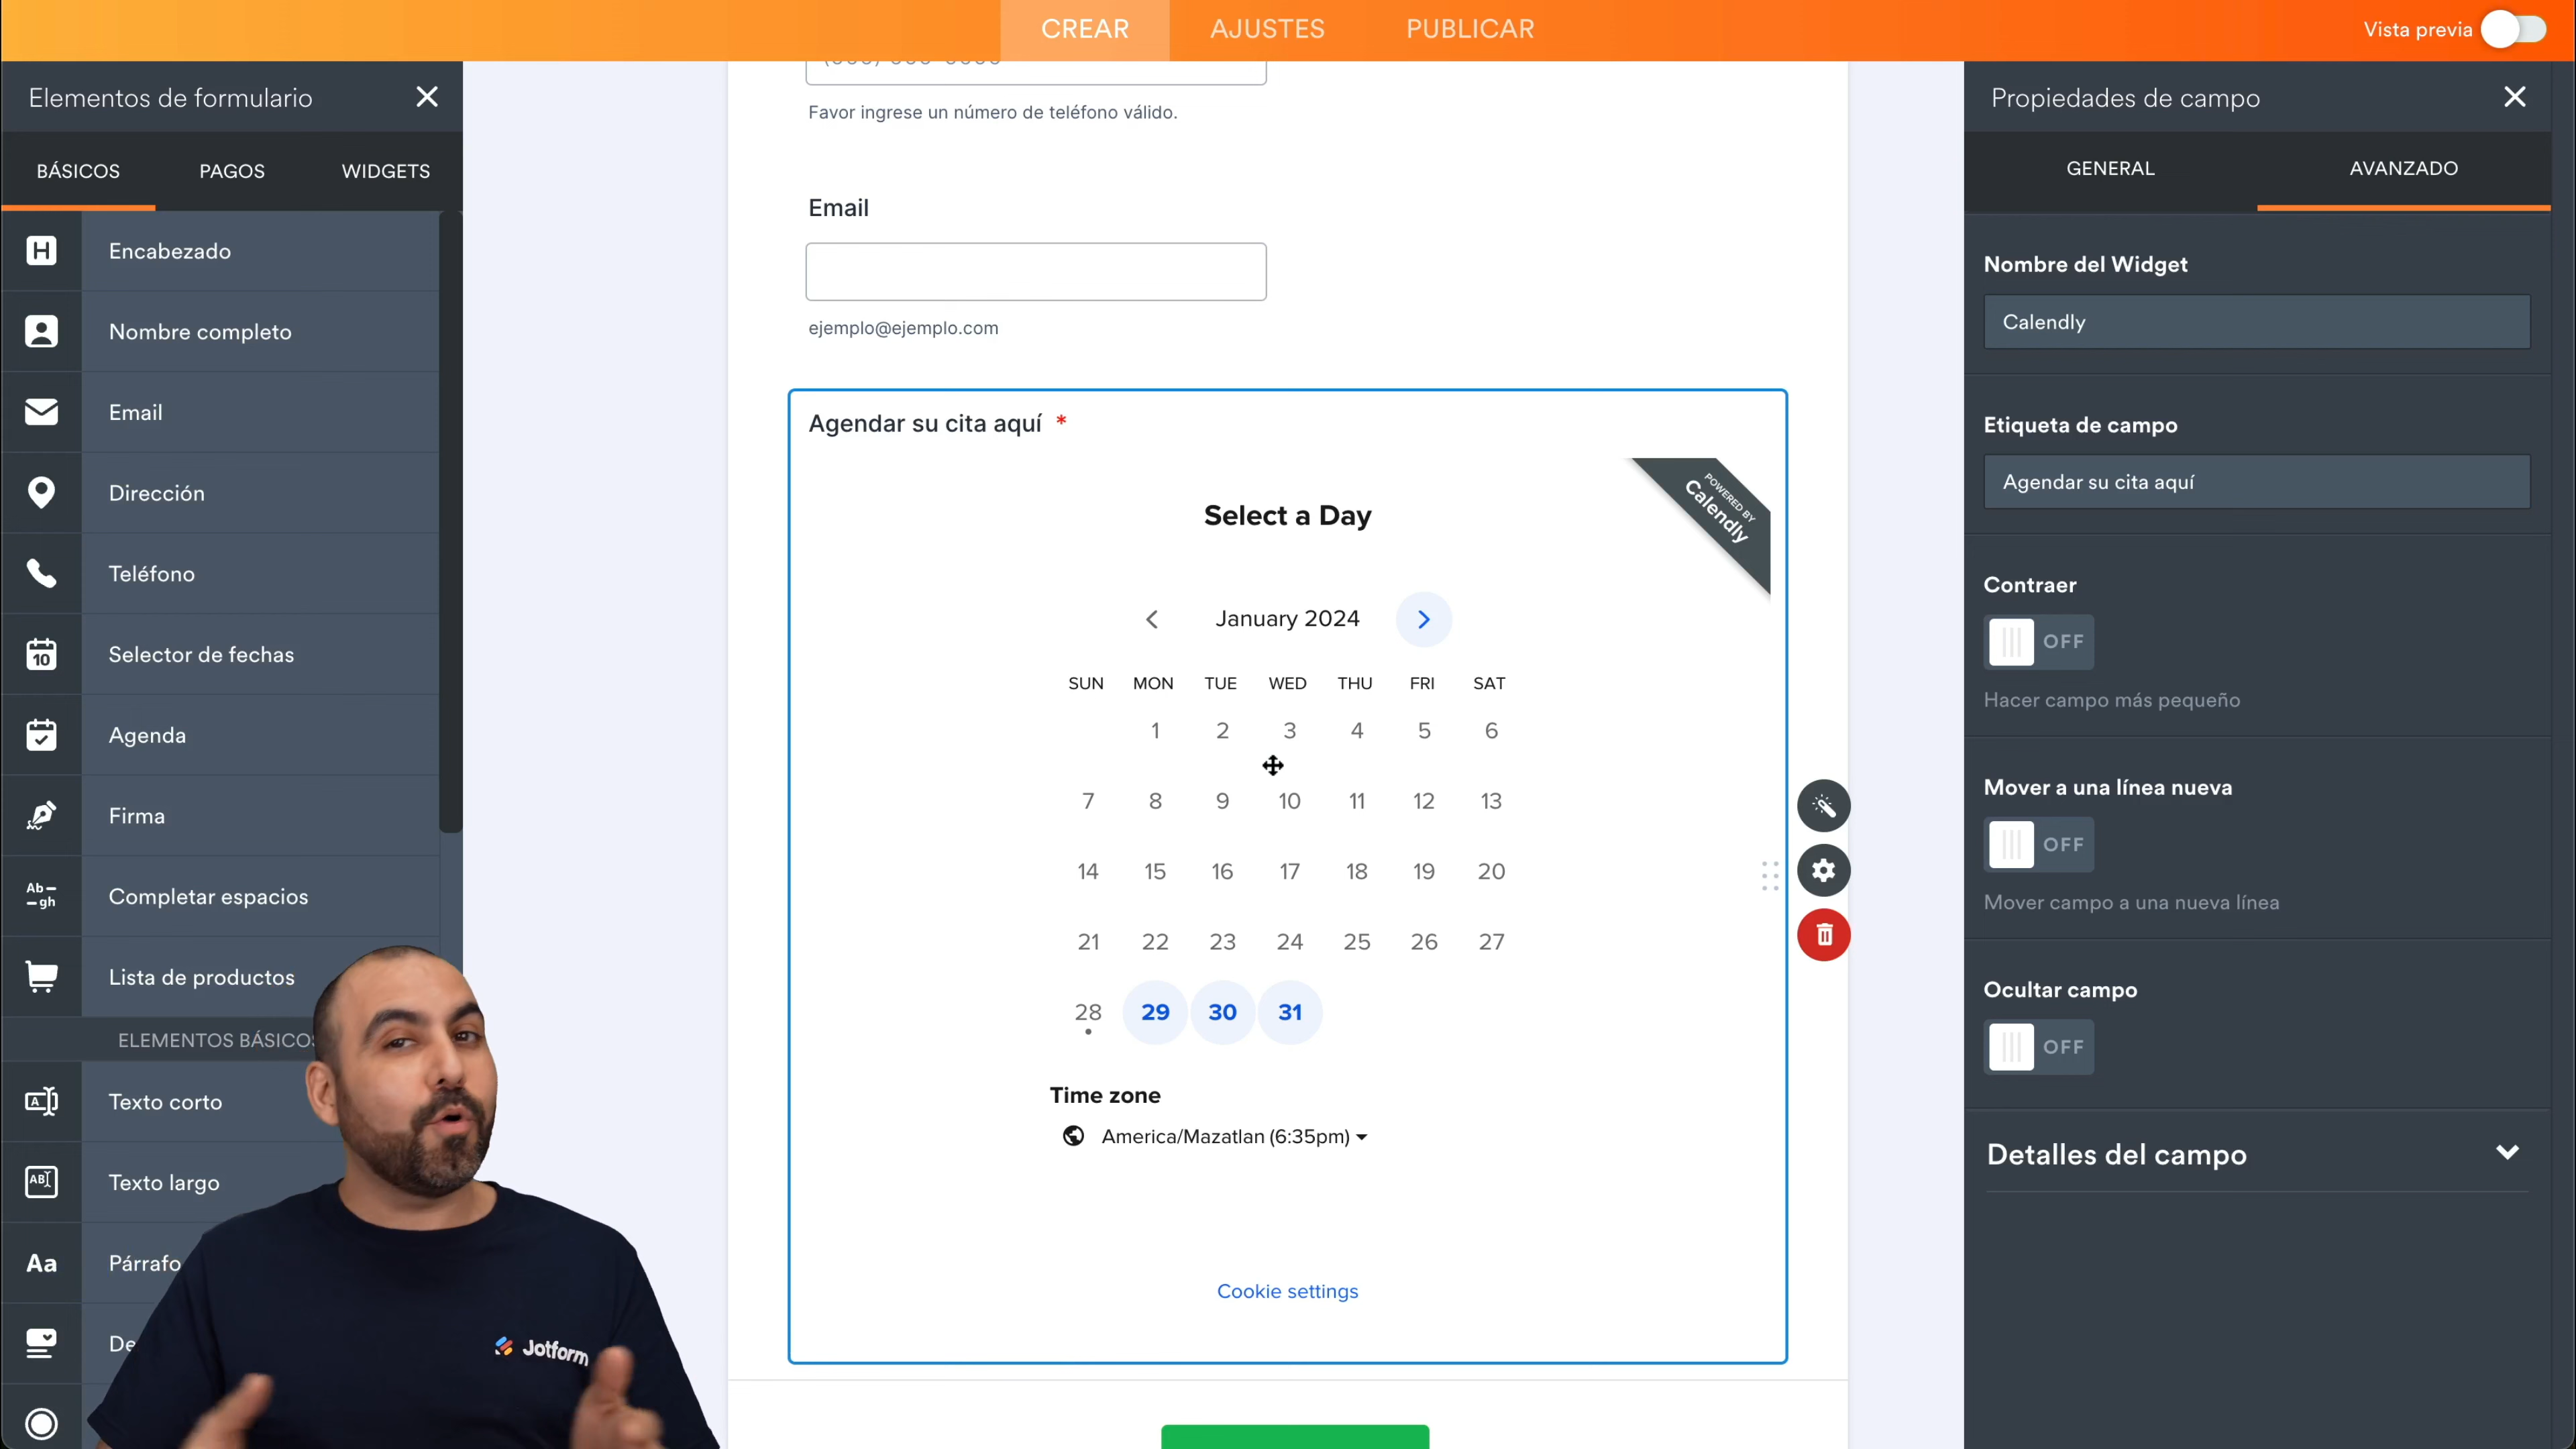 CREAR AJUSTES PUBLICAR Vista previa
Elementos de formulario
BÁSICOS PAGOS WIDGETS
Encabezado
Nombre completo
Email
Dirección
Teléfono
10
Selector de fechas
Agenda
Firma
Completar espacios
Lista de productos
ELEMENTOS BÁSICOS
Texto corto
Texto largo
Aa Párrafo
De
Jotform
Favor ingrese un número de teléfono válido.
Email
ejemplo@ejemplo.com
Agendar su cita aquí *
POWERED BY
Calendly
Select a Day
January 2024
SUN MON TUE WED THU FRI SAT
1 2 3 4 5 6
7 8 9 10 11 12 13
14 15 16 17 18 19 20
21 22 23 24 25 26 27
28 29 30 31
Time zone
America/Mazatlan (6:35pm)
Cookie settings
Propiedades de campo
GENERAL AVANZADO
Nombre del Widget
Calendly
Etiqueta de campo
Agendar su cita aquí
Contraer
OFF
Hacer campo más pequeño
Mover a una línea nueva
OFF
Mover campo a una nueva línea
Ocultar campo
OFF
Detalles del campo